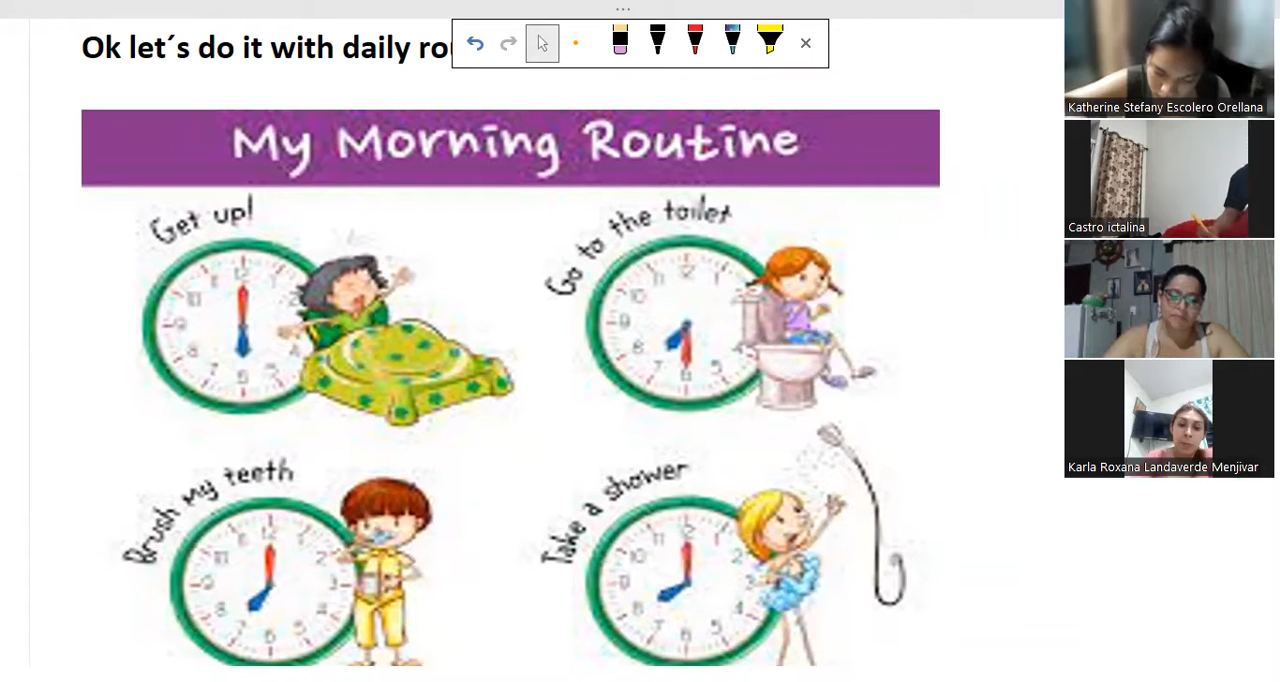 Ok let´s do it with daily rou
My Morning Routine
Get up!
Go to the toilet
Brush my teeth
Take a shower
Katherine Stefany Escolero Orellana
Castro ictalina
Karla Roxana Landaverde Menjivar